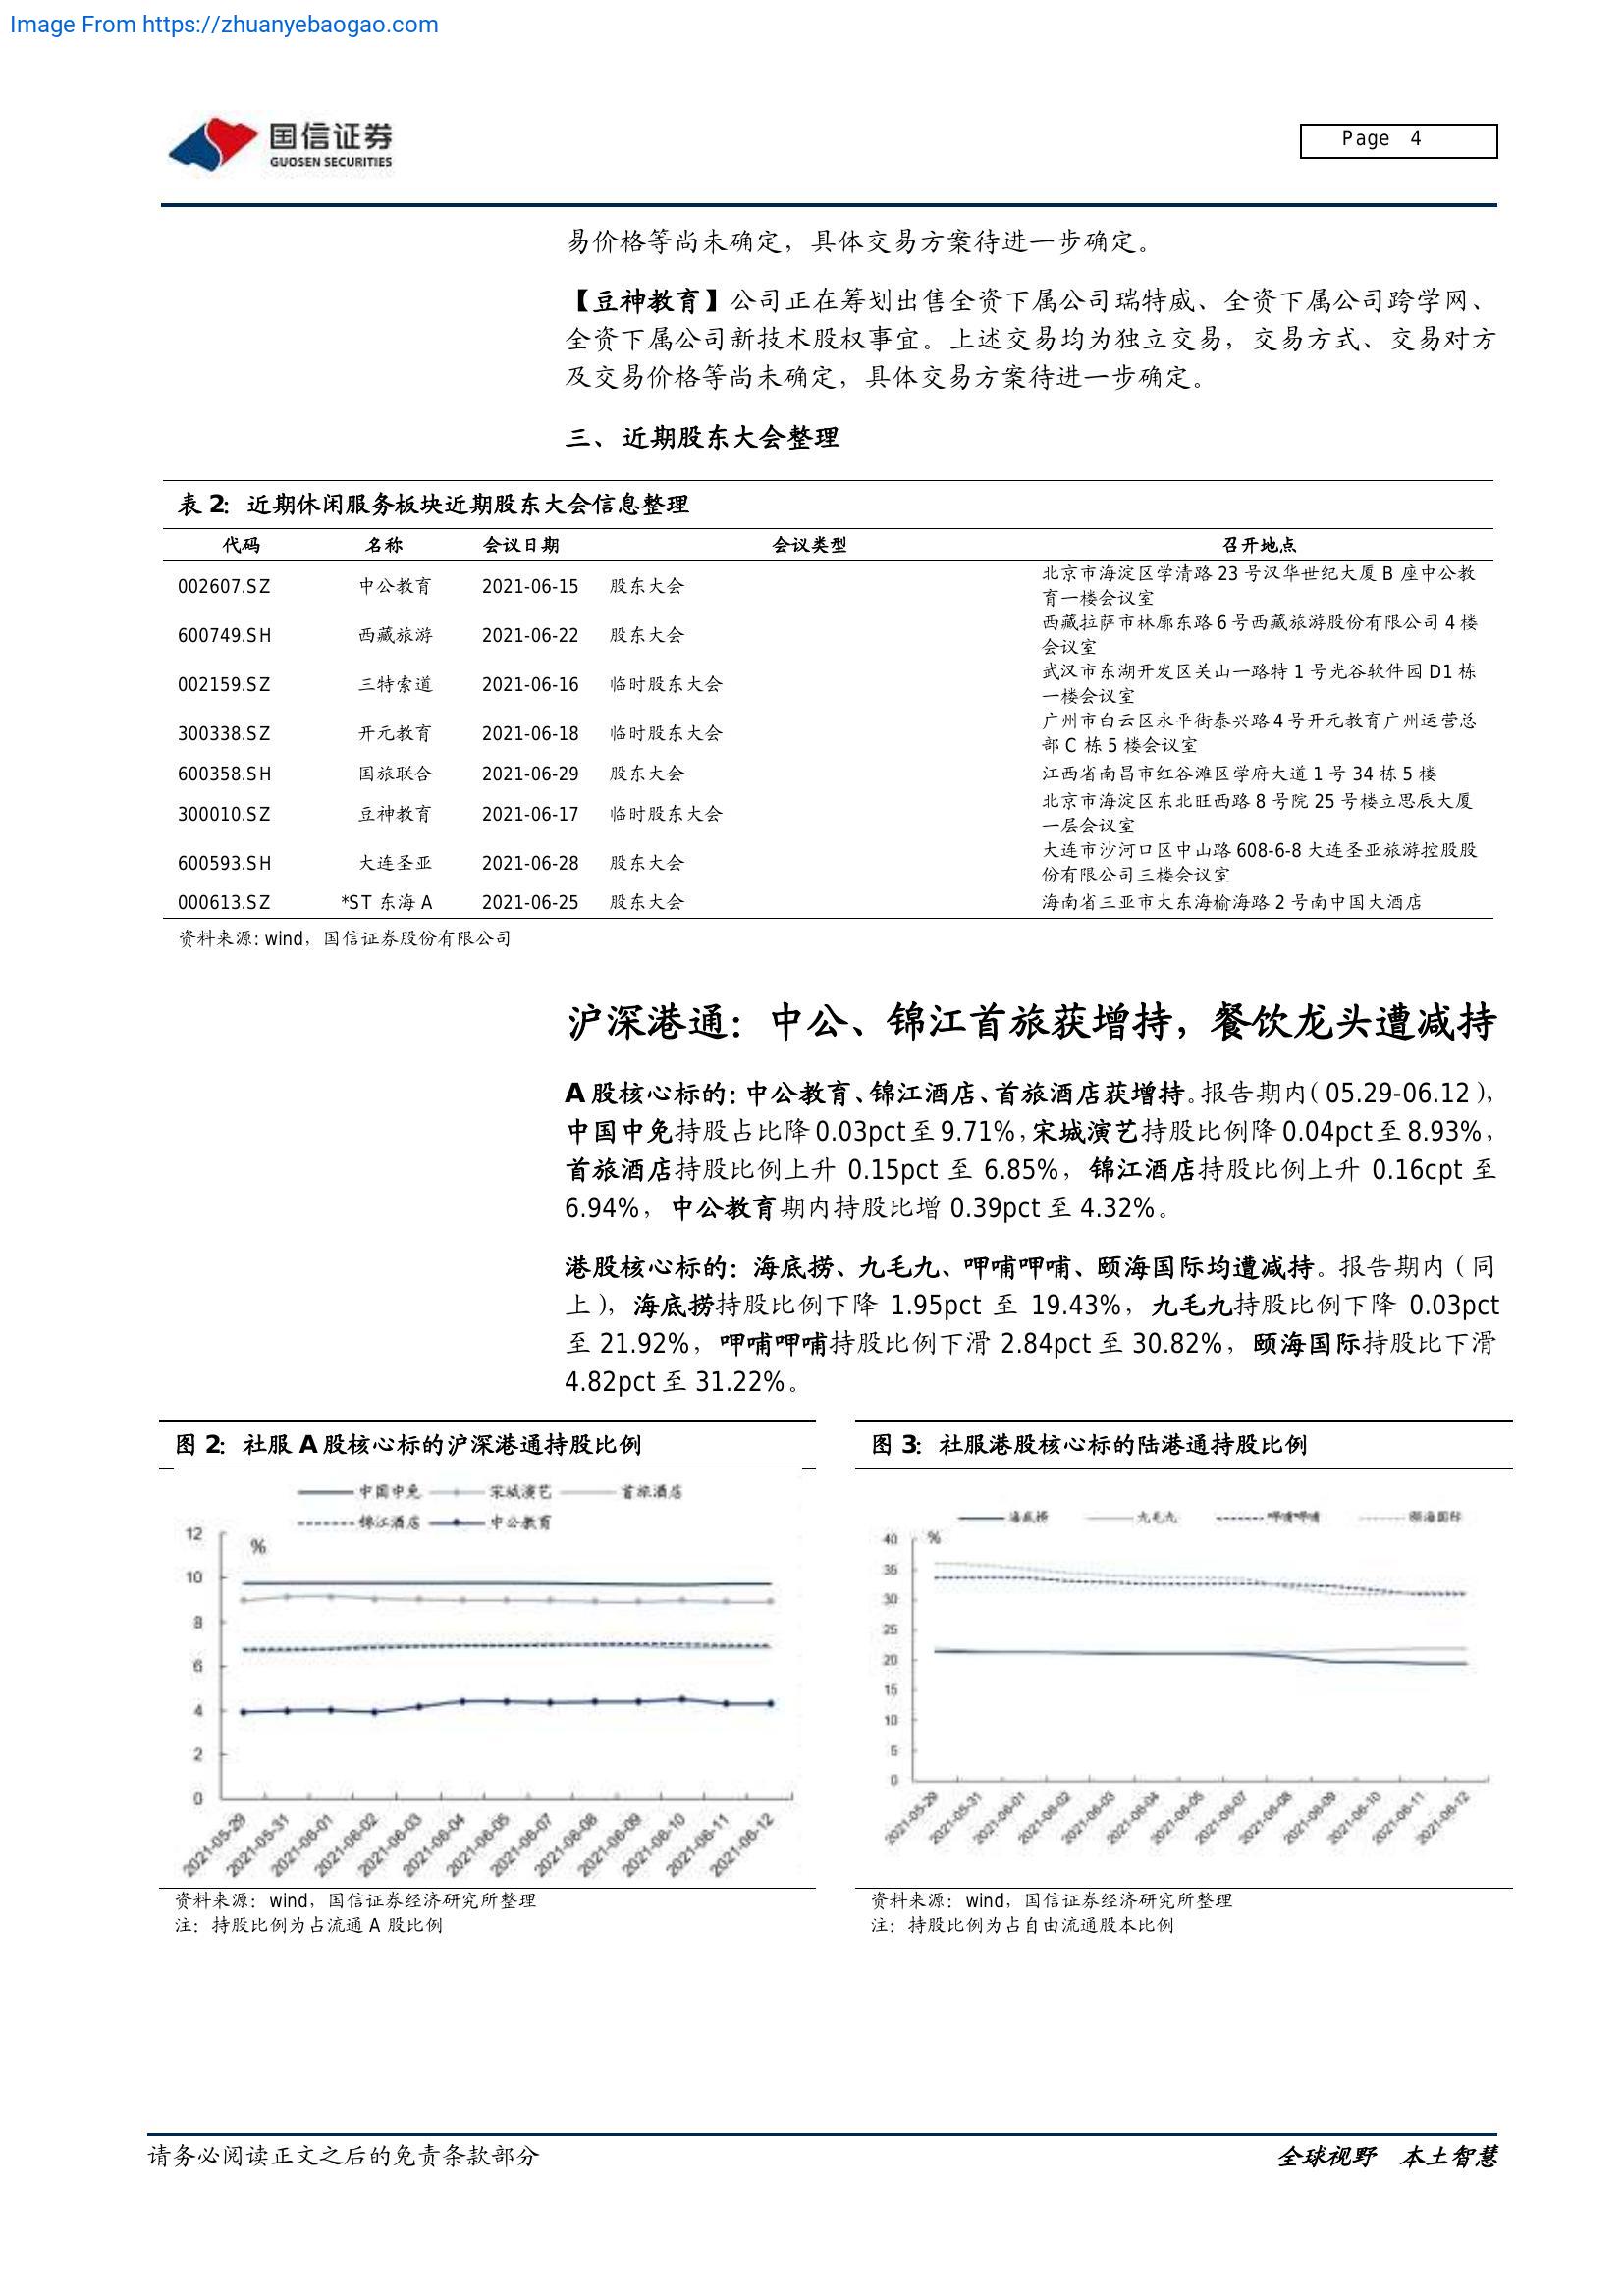 Image From https://zhuanyebaogao.com
国信证券
GUOSEN SECURITIES
Page 4
易价格等尚未确定，具体交易方案待进一步确定。
【豆神教育】公司正在筹划出售全资下属公司瑞特威、全资下属公司跨学网、
全资下属公司新技术股权事宜。上述交易均为独立交易，交易方式、交易对方
及交易价格等尚未确定，具体交易方案待进一步确定。
三、近期股东大会整理
表 2：近期休闲服务板块近期股东大会信息整理
代码 名称 会议日期 会议类型 召开地点
002607.SZ 中公教育 2021-06-15 股东大会 北京市海淀区学清路 23 号汉华世纪大厦 B 座中公教
育一楼会议室
600749.SH 西藏旅游 2021-06-22 股东大会 西藏拉萨市林廓东路 6 号西藏旅游股份有限公司 4 楼
会议室
002159.SZ 三特索道 2021-06-16 临时股东大会 武汉市东湖开发区关山一路特 1 号光谷软件园 D1 栋
一楼会议室
300338.SZ 开元教育 2021-06-18 临时股东大会 广州市白云区永平街泰兴路 4 号开元教育广州运营总
部 C 栋 5 楼会议室
600358.SH 国旅联合 2021-06-29 股东大会 江西省南昌市红谷滩区学府大道 1 号 34 栋 5 楼
300010.SZ 豆神教育 2021-06-17 临时股东大会 北京市海淀区东北旺西路 8 号院 25 号楼立思辰大厦
一层会议室
600593.SH 大连圣亚 2021-06-28 股东大会 大连市沙河口区中山路 608-6-8 大连圣亚旅游控股股
份有限公司三楼会议室
000613.SZ *ST 东海 A 2021-06-25 股东大会 海南省三亚市大东海榆海路 2 号南中国大酒店
资料来源: wind，国信证券股份有限公司
沪深港通：中公、锦江首旅获增持，餐饮龙头遭减持
A 股核心标的：中公教育、锦江酒店、首旅酒店获增持。报告期内（05.29-06.12），
中国中免持股占比降 0.03pct 至 9.71%，宋城演艺持股比例降 0.04pct 至 8.93%，
首旅酒店持股比例上升 0.15pct 至 6.85%，锦江酒店持股比例上升 0.16cpt 至
6.94%，中公教育期内持股比增 0.39pct 至 4.32%。
港股核心标的：海底捞、九毛九、呷哺呷哺、颐海国际均遭减持。报告期内（同
上），海底捞持股比例下降 1.95pct 至 19.43%，九毛九持股比例下降 0.03pct
至 21.92%，呷哺呷哺持股比例下滑 2.84pct 至 30.82%，颐海国际持股比下滑
4.82pct 至 31.22%。
图 2：社服 A 股核心标的沪深港通持股比例
中国中免 宋城演艺 首旅酒店
锦江酒店 中公教育
%
12
10
8
6
4
2
0
2021-05-29 2021-05-31 2021-06-01 2021-06-02 2021-06-03 2021-06-04 2021-06-05 2021-06-07 2021-06-08 2021-06-09 2021-06-10 2021-06-11 2021-06-12
资料来源：wind，国信证券经济研究所整理
注：持股比例为占流通 A 股比例
图 3：社服港股核心标的陆港通持股比例
海底捞 九毛九 呷哺呷哺 颐海国际
%
40
35
30
25
20
15
10
5
0
2021-05-29 2021-05-31 2021-06-01 2021-06-02 2021-06-03 2021-06-04 2021-06-05 2021-06-07 2021-06-08 2021-06-09 2021-06-10 2021-06-11 2021-06-12
资料来源：wind，国信证券经济研究所整理
注：持股比例为占自由流通股本比例
请务必阅读正文之后的免责条款部分
全球视野 本土智慧